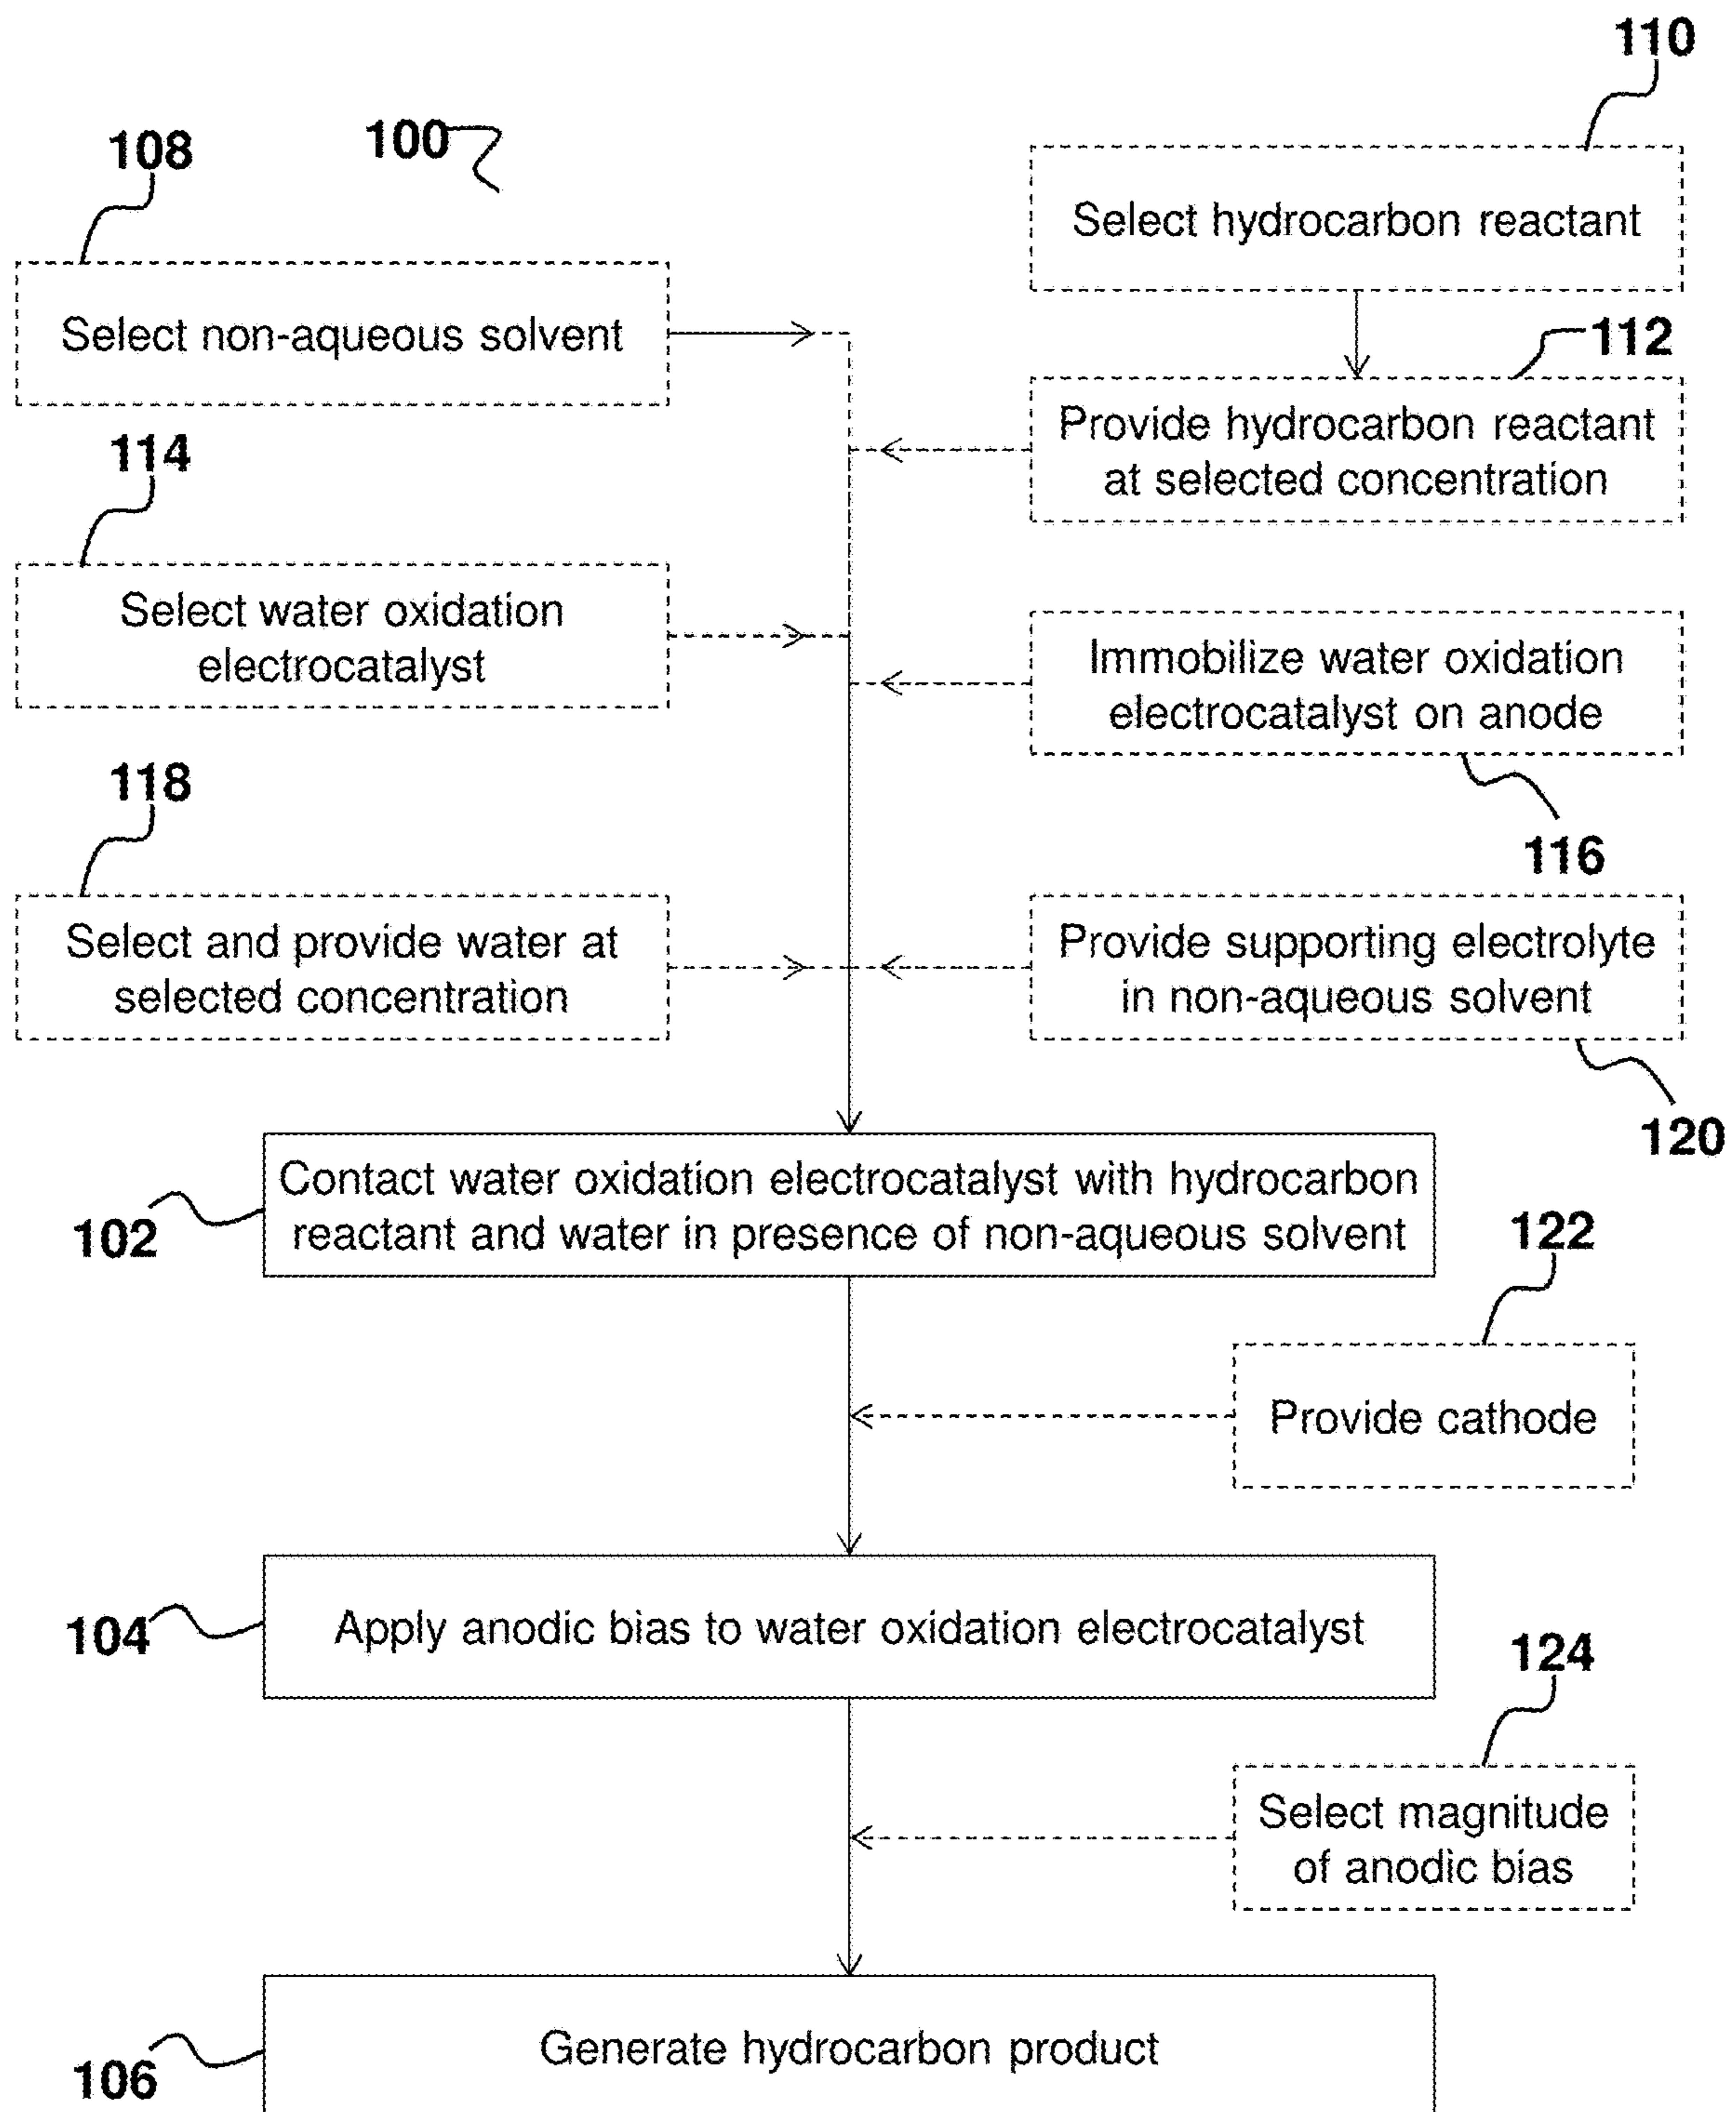 110
108
100
Select hydrocarbon reactant
Select non-aqueous solvent
112
Provide hydrocarbon reactant
at selected concentration
114
Select water oxidation
electrocatalyst
Immobilize water oxidation
electrocatalyst on anode
116
118
Select and provide water at
selected concentration
Provide supporting electrolyte
in non-aqueous solvent
120
Contact water oxidation electrocatalyst with hydrocarbon
reactant and water in presence of non-aqueous solvent
102
122
Provide cathode
Apply anodic bias to water oxidation electrocatalyst
104
124
Select magnitude
of anodic bias
Generate hydrocarbon product
106